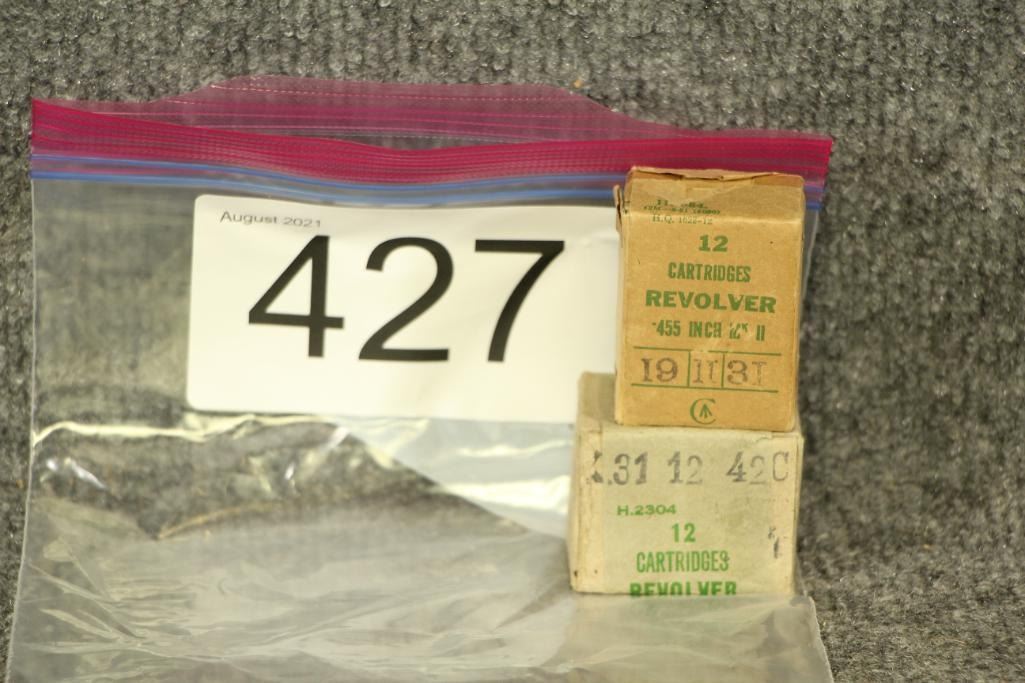 August 2021
427
12
CARTRIDGES
REVOLVER
·455 INCH II
19 11 31
31 12 42C
H.2304
12
CARTRIDGES
REVOLVER